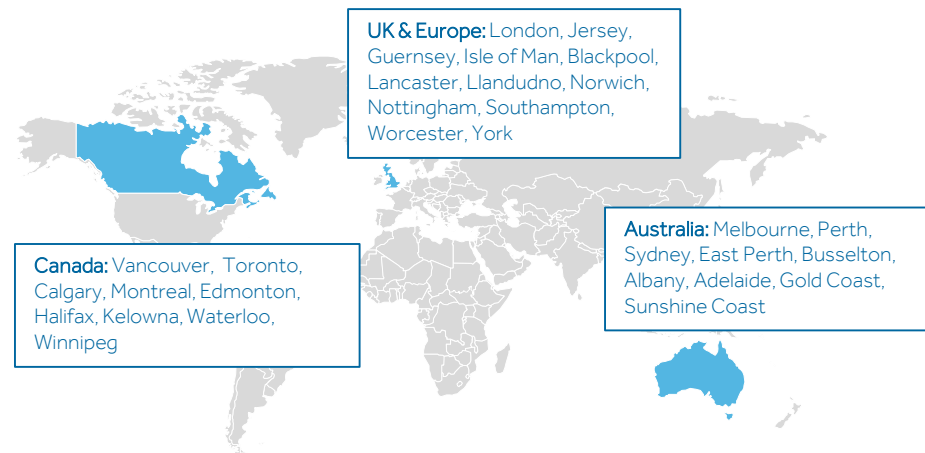 UK & Europe: London, Jersey,
Guernsey, Isle of Man, Blackpool,
Lancaster, Llandudno, Norwich,
Nottingham, Southampton,
Worcester, York
Australia: Melbourne, Perth,
Sydney, East Perth, Busselton,
Albany, Adelaide, Gold Coast,
Sunshine Coast
Canada: Vancouver, Toronto,
Calgary, Montreal, Edmonton,
Halifax, Kelowna, Waterloo,
Winnipeg